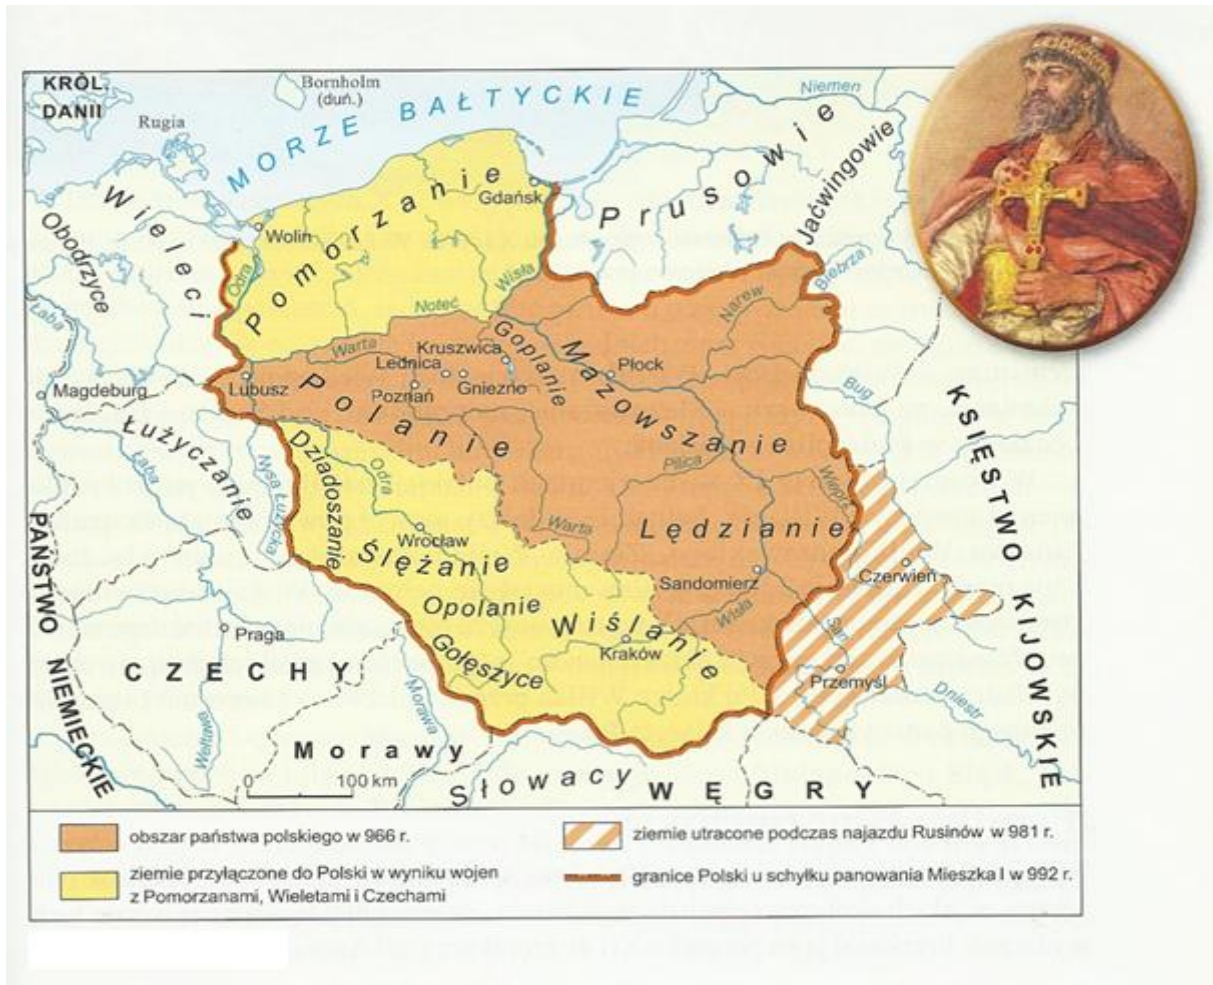 KRÓL.
DANII
Bornholm
(duń.)
Rugia
MORZE BAŁTYCKIE
Niemen
Prusowie
Jaćwingowie
Wieleci
Obodrzyce
Pomorzanie
Gdańsk
Wolin
Odra
Wisła
Noteć
Biebrza
Narew
Łaba
Magdeburg
Lubusz
Warta
Kruszwica
Lednica
Gniezno
Poznań
Goplanie
Mazowszanie
Płock
Bug
Polanie
Łużyczanie
Łaba
Nysa Łużycka
Dziadoszanie
Odra
Pilica
Wieprz
Warta
Lędzianie
KSIĘSTWO KIJOWSKIE
PAŃSTWO NIEMIECKIE
Wrocław
Ślężanie
Opolanie
Wiślanie
Gołęszyce
Kraków
Sandomierz
Wisła
San
Czerwień
Przemyśl
Dniestr
Praga
CZECHY
Wełtawa
Morawa
Morawy
0 100 km
Słowacy
WĘGRY
obszar państwa polskiego w 966 r.
ziemie przyłączone do Polski w wyniku wojen
z Pomorzanami, Wieletami i Czechami
ziemie utracone podczas najazdu Rusinów w 981 r.
granice Polski u schyłku panowania Mieszka I w 992 r.